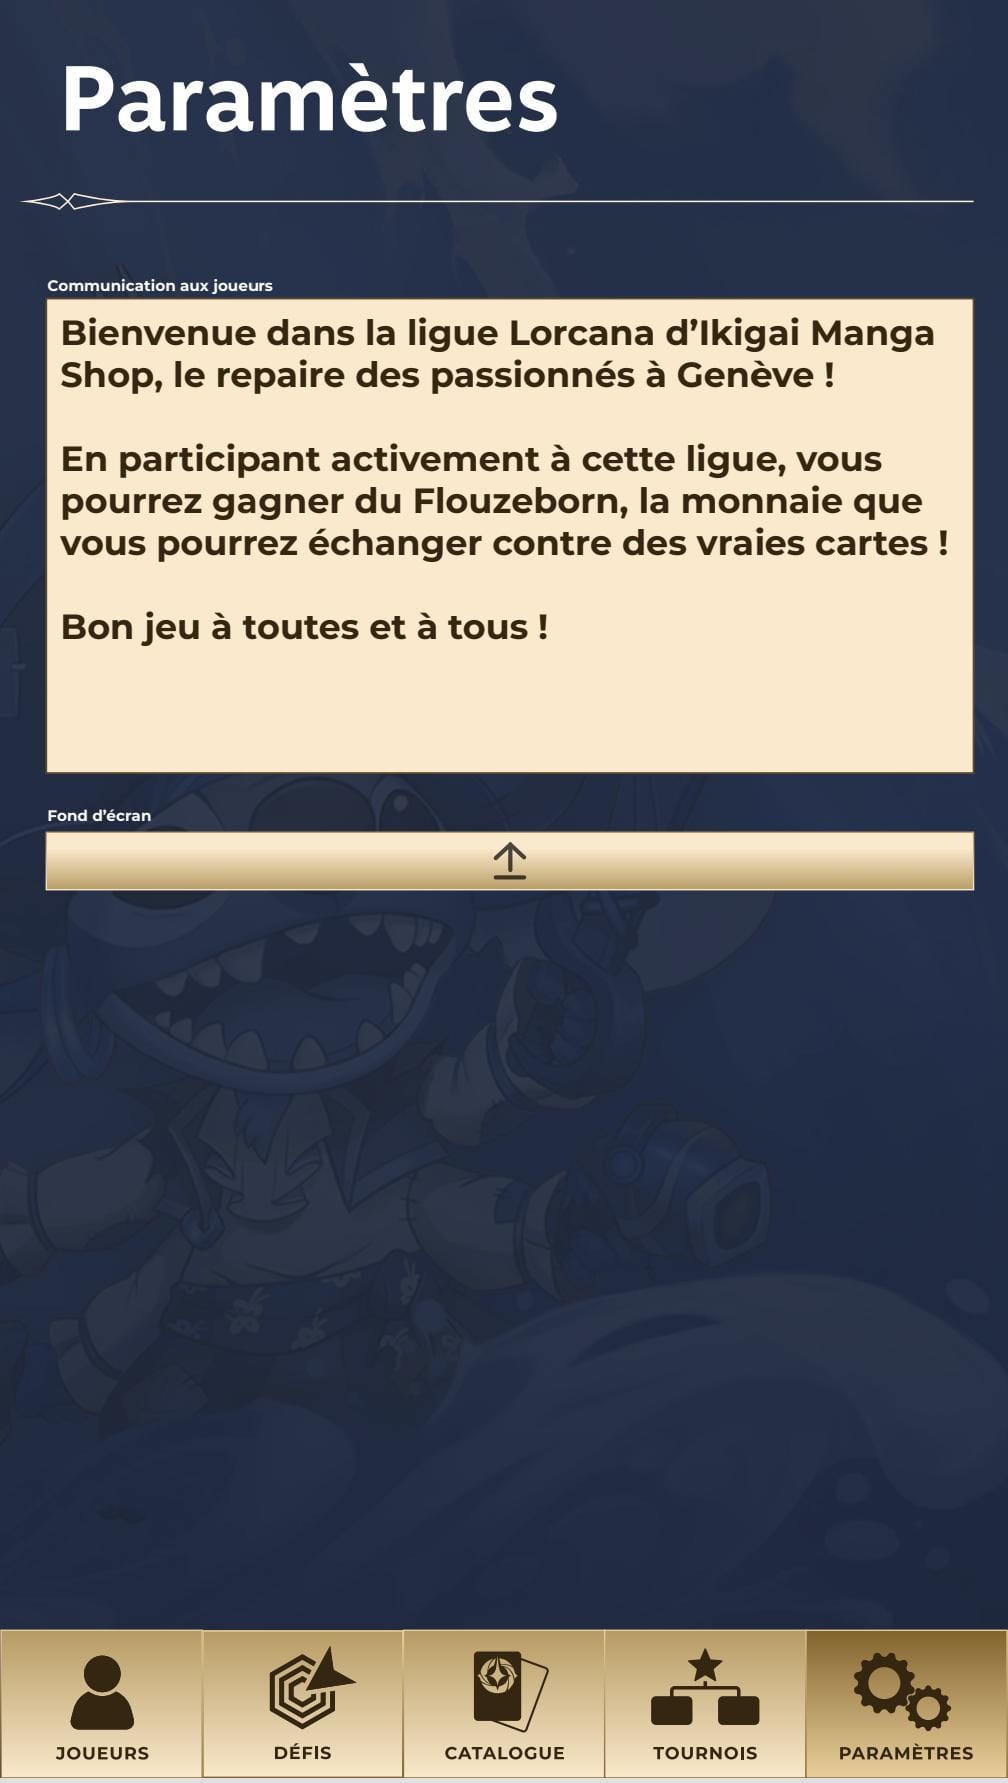 Paramètres
Communication aux joueurs
Bienvenue dans la ligue Lorcana d’Ikigai Manga
Shop, le repaire des passionnés à Genève !
En participant activement à cette ligue, vous
pourrez gagner du Flouzeborn, la monnaie que
vous pourrez échanger contre des vraies cartes !
Bon jeu à toutes et à tous !
Fond d’écran
JOUEURS
DÉFIS
CATALOGUE
TOURNOIS
PARAMÈTRES